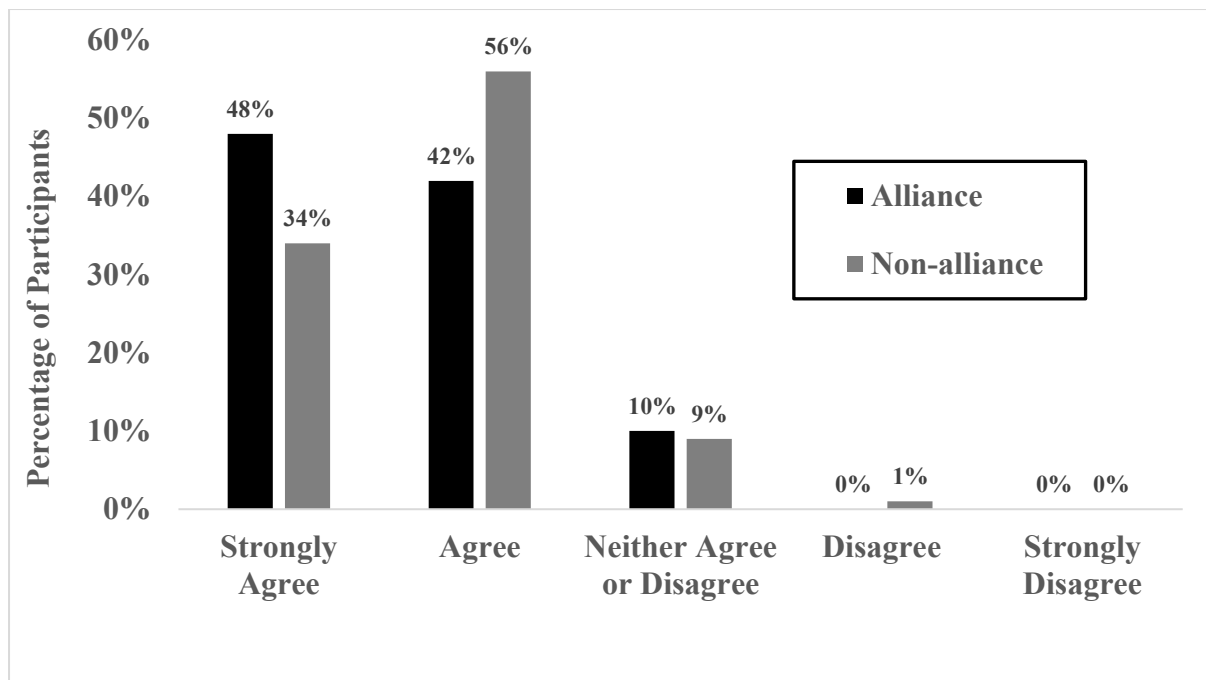 60%
50%
40%
30%
20%
10%
0%
Percentage of Participants
48%
34%
42%
56%
10%
9%
0%
1%
0%
0%
Alliance
Non-alliance
Strongly
Agree
Agree
Neither Agree
or Disagree
Disagree
Strongly
Disagree